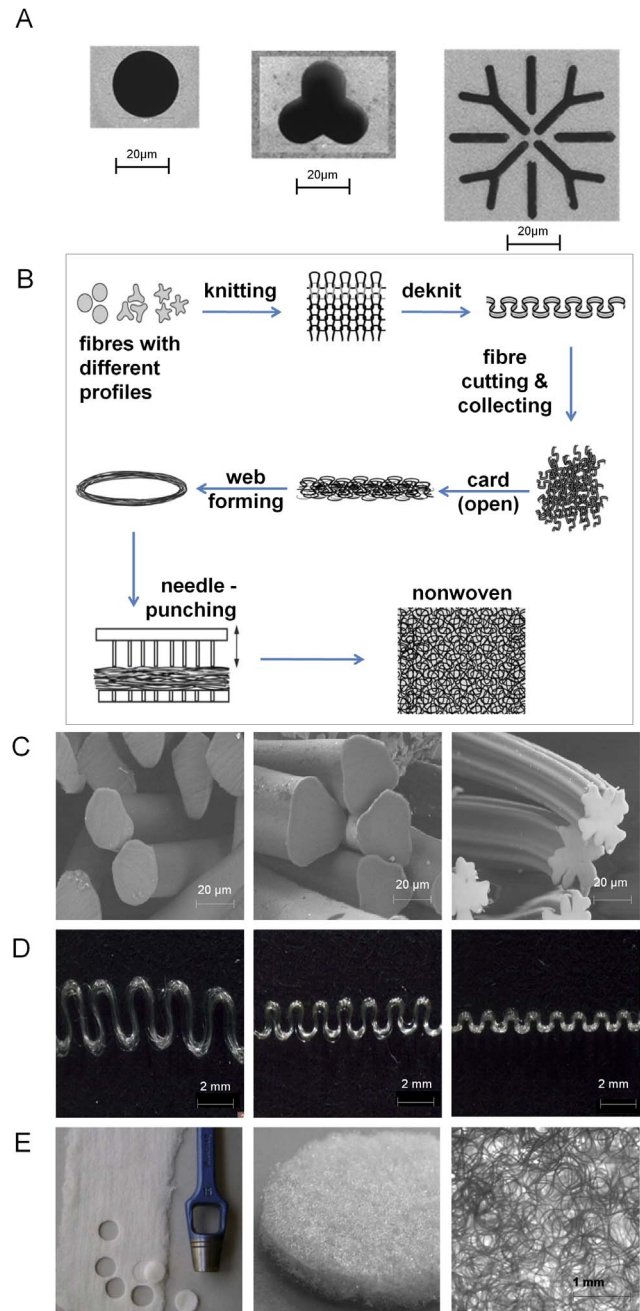 A
20μm
20μm
20μm
B
knitting
deknit
fibres with
different
profiles
fibre
cutting &
collecting
web
forming
card
(open)
needle -
punching
nonwoven
C
20 μm
20 μm
20 μm
D
2 mm
2 mm
2 mm
E
1 mm